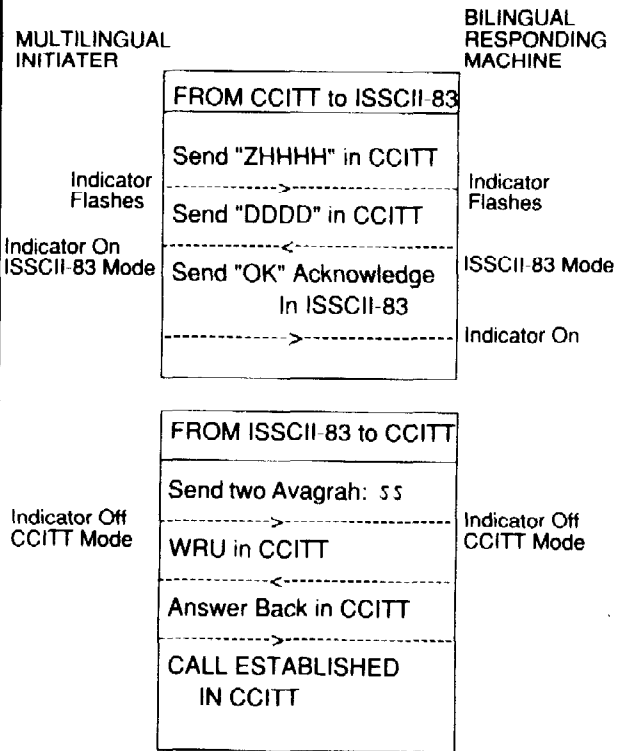 MULTILINGUAL
INITIATER
BILINGUAL
RESPONDING
MACHINE
FROM CCITT to ISSCII-83
Send "ZHHHH" in CCITT
Indicator
Flashes
Indicator
Flashes
Send "DDDD" in CCITT
Indicator On
ISSCII-83 Mode
ISSCII-83 Mode
Send "OK" Acknowledge
In ISSCII-83
Indicator On
FROM ISSCII-83 to CCITT
Send two Avagrah: ऽऽ
Indicator Off
CCITT Mode
Indicator Off
CCITT Mode
WRU in CCITT
Answer Back in CCITT
CALL ESTABLISHED
IN CCITT